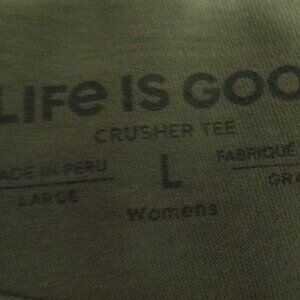 LIFE IS GOO
CRUSHER TEE
ADE IN PERU L FABRIQUÉ
LARGE GRA
Womens